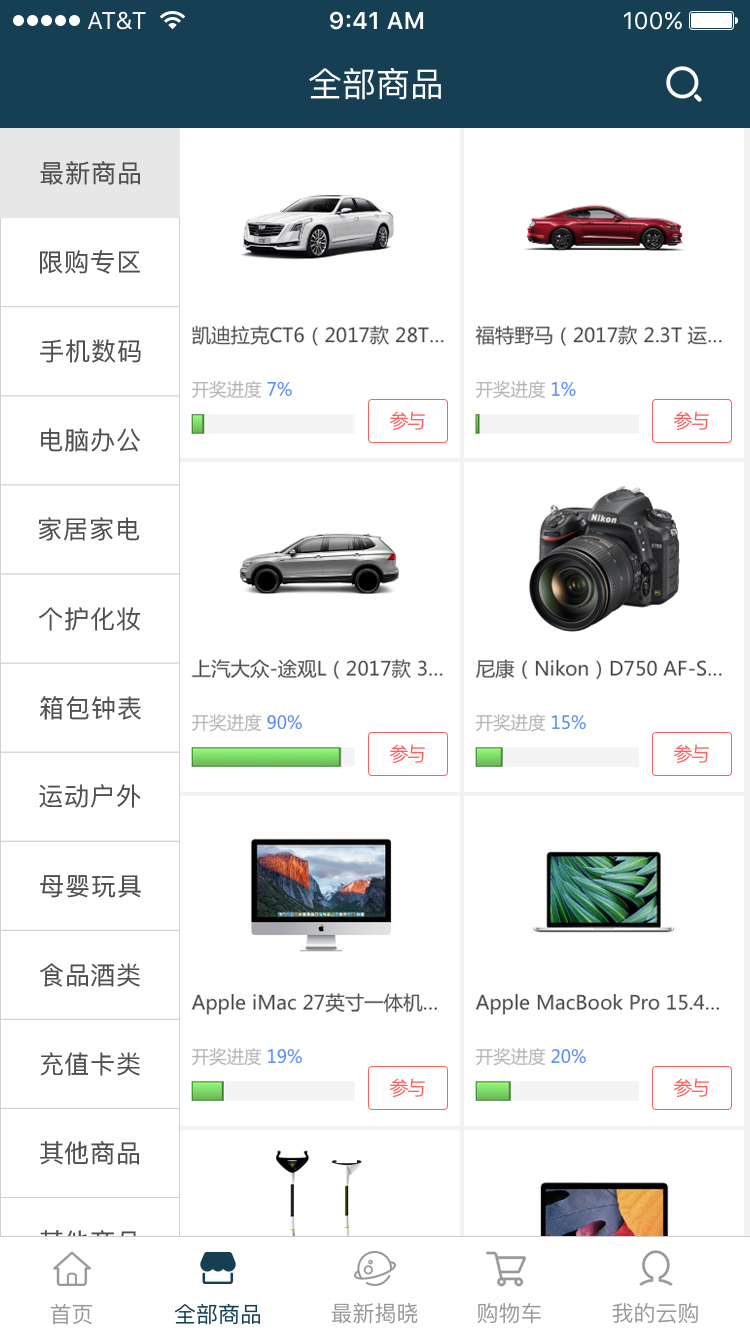 AT&T 9:41 AM 100%
全部商品
最新商品
限购专区
手机数码
电脑办公
家居家电
个护化妆
箱包钟表
运动户外
母婴玩具
食品酒类
充值卡类
其他商品
其他商品
凯迪拉克CT6（2017款 28T...
开奖进度 7%
参与
福特野马（2017款 2.3T 运...
开奖进度 1%
参与
上汽大众-途观L（2017款 3...
开奖进度 90%
参与
Nikon
尼康（Nikon）D750 AF-S...
开奖进度 15%
参与
Apple iMac 27英寸一体机...
开奖进度 19%
参与
Apple MacBook Pro 15.4...
开奖进度 20%
参与
首页
全部商品
最新揭晓
购物车
我的云购